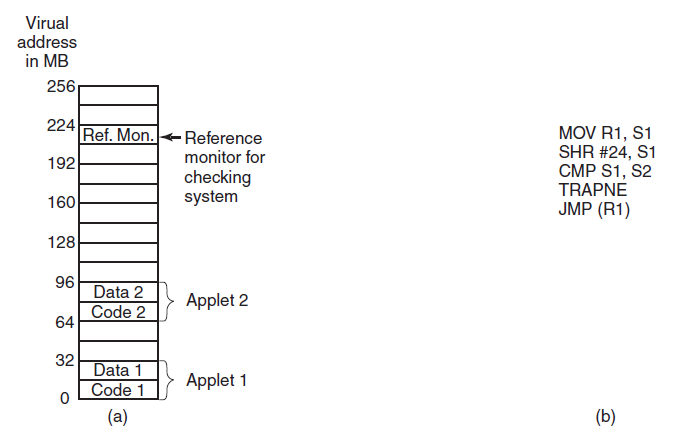 Virual
address
in MB
256
224
Ref. Mon.
Reference
monitor for
checking
system
192
160
128
96
Data 2
Code 2
Applet 2
64
32
Data 1
Code 1
Applet 1
0
(a)
MOV R1, S1
SHR #24, S1
CMP S1, S2
TRAPNE
JMP (R1)
(b)